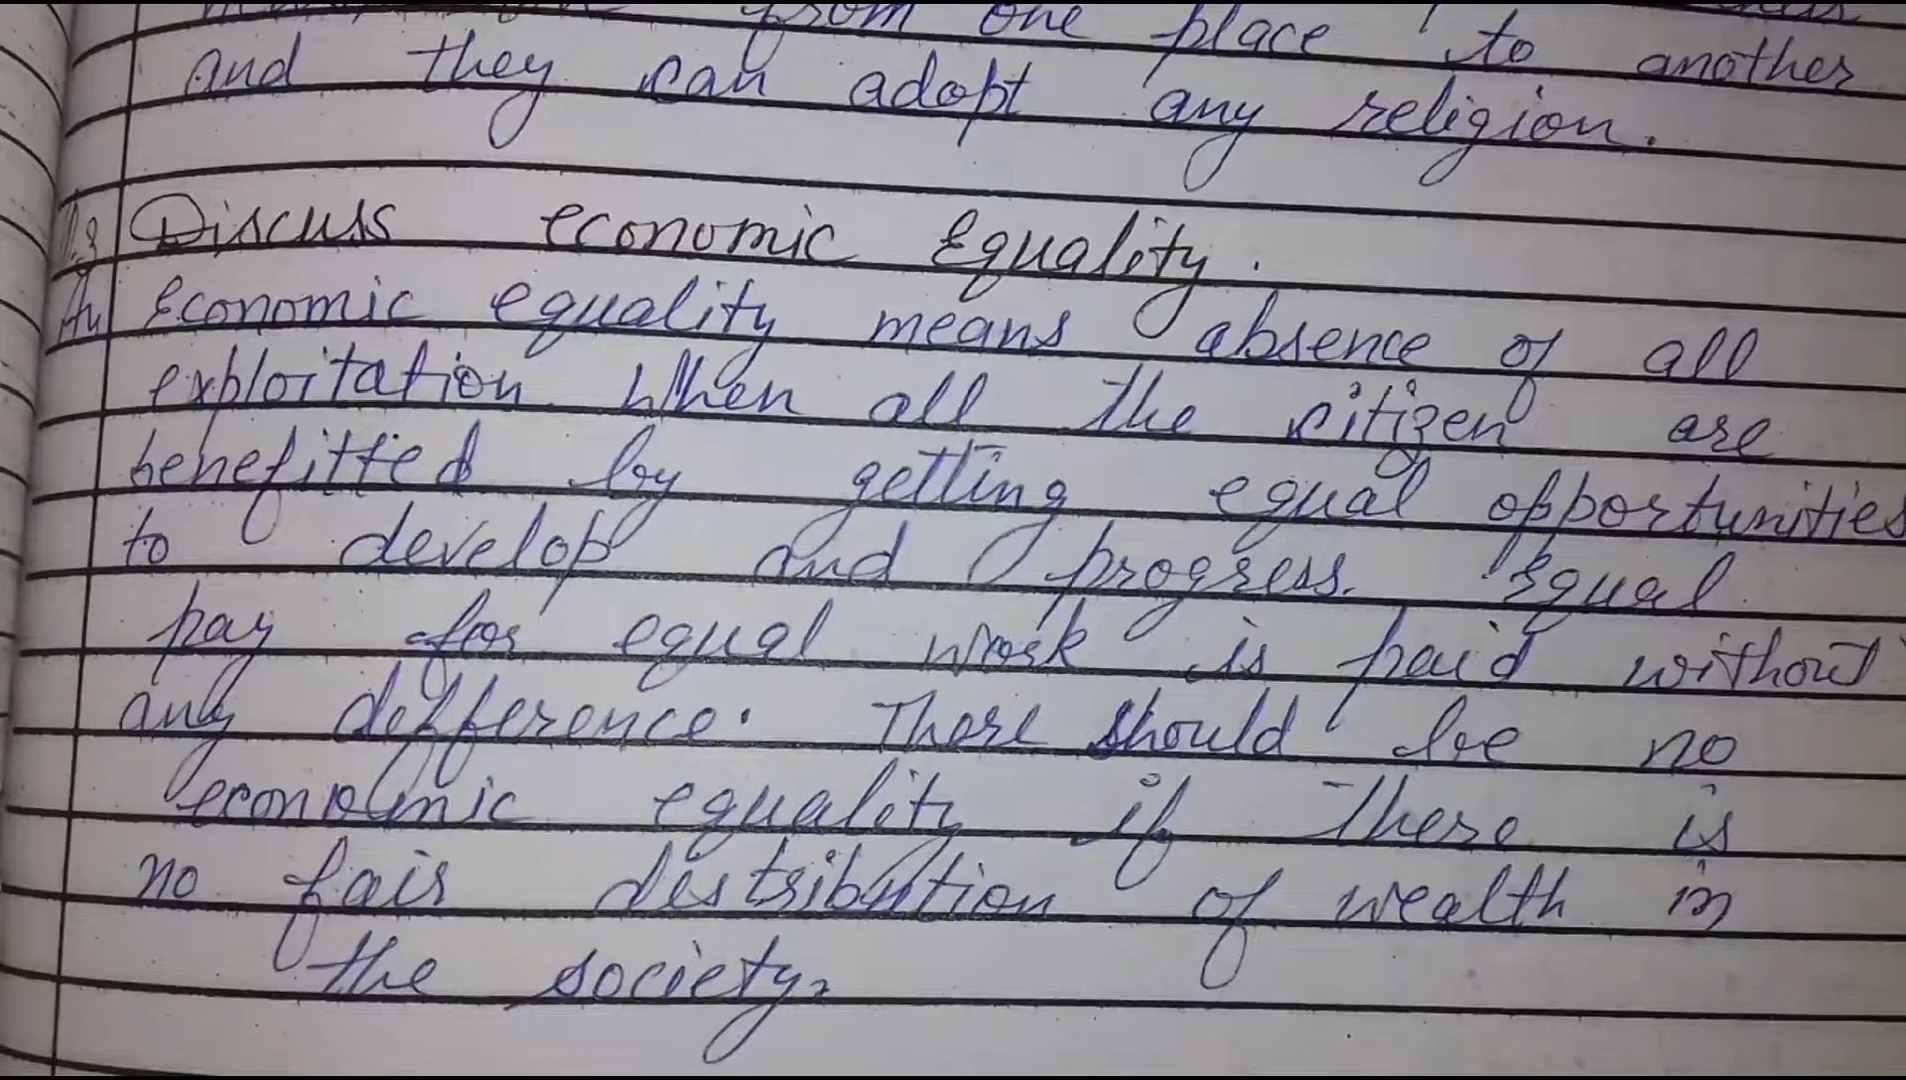 from one place to another
and they can adopt any religion.
Discuss economic Equality.
Economic equality means absence of all
exploitation when all the citizen are
benefitted by getting equal opportunities
to develop and progress. Equal
pay for equal work is paid without
any defference. There should be no
economic equality if there is
no fair distribution of wealth in
the society.